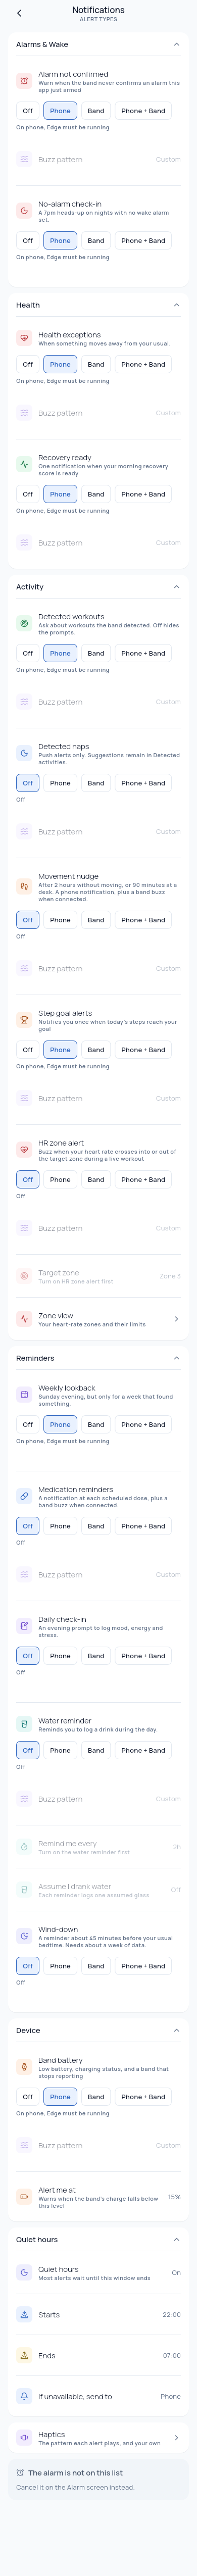 Notifications
ALERT TYPES
Alarms & Wake
Alarm not confirmed
Warn when the band never confirms an alarm this
app just armed
Off Phone Band Phone + Band
On phone, Edge must be running
Buzz pattern Custom
No-alarm check-in
A 7pm heads-up on nights with no wake alarm
set.
Off Phone Band Phone + Band
On phone, Edge must be running
Health
Health exceptions
When something moves away from your usual.
Off Phone Band Phone + Band
On phone, Edge must be running
Buzz pattern Custom
Recovery ready
One notification when your morning recovery
score is ready
Off Phone Band Phone + Band
On phone, Edge must be running
Buzz pattern Custom
Activity
Detected workouts
Ask about workouts the band detected. Off hides
the prompts.
Off Phone Band Phone + Band
On phone, Edge must be running
Buzz pattern Custom
Detected naps
Push alerts only. Suggestions remain in Detected
activities.
Off Phone Band Phone + Band
Off
Buzz pattern Custom
Movement nudge
After 2 hours without moving, or 90 minutes at a
desk. A phone notification, plus a band buzz
when connected.
Off Phone Band Phone + Band
Off
Buzz pattern Custom
Step goal alerts
Notifies you once when today's steps reach your
goal
Off Phone Band Phone + Band
On phone, Edge must be running
Buzz pattern Custom
HR zone alert
Buzz when your heart rate crosses into or out of
the target zone during a live workout
Off Phone Band Phone + Band
Off
Buzz pattern Custom
Target zone Zone 3
Turn on HR zone alert first
Zone view
Your heart-rate zones and their limits
Reminders
Weekly lookback
Sunday evening, but only for a week that found
something.
Off Phone Band Phone + Band
On phone, Edge must be running
Medication reminders
A notification at each scheduled dose, plus a
band buzz when connected.
Off Phone Band Phone + Band
Off
Buzz pattern Custom
Daily check-in
An evening prompt to log mood, energy and
stress.
Off Phone Band Phone + Band
Off
Water reminder
Reminds you to log a drink during the day.
Off Phone Band Phone + Band
Off
Buzz pattern Custom
Remind me every 2h
Turn on the water reminder first
Assume I drank water Off
Each reminder logs one assumed glass
Wind-down
A reminder about 45 minutes before your usual
bedtime. Needs about a week of data.
Off Phone Band Phone + Band
Off
Device
Band battery
Low battery, charging status, and a band that
stops reporting
Off Phone Band Phone + Band
On phone, Edge must be running
Buzz pattern Custom
Alert me at 15%
Warns when the band's charge falls below
this level
Quiet hours
Quiet hours On
Most alerts wait until this window ends
Starts 22:00
Ends 07:00
If unavailable, send to Phone
Haptics
The pattern each alert plays, and your own
The alarm is not on this list
Cancel it on the Alarm screen instead.